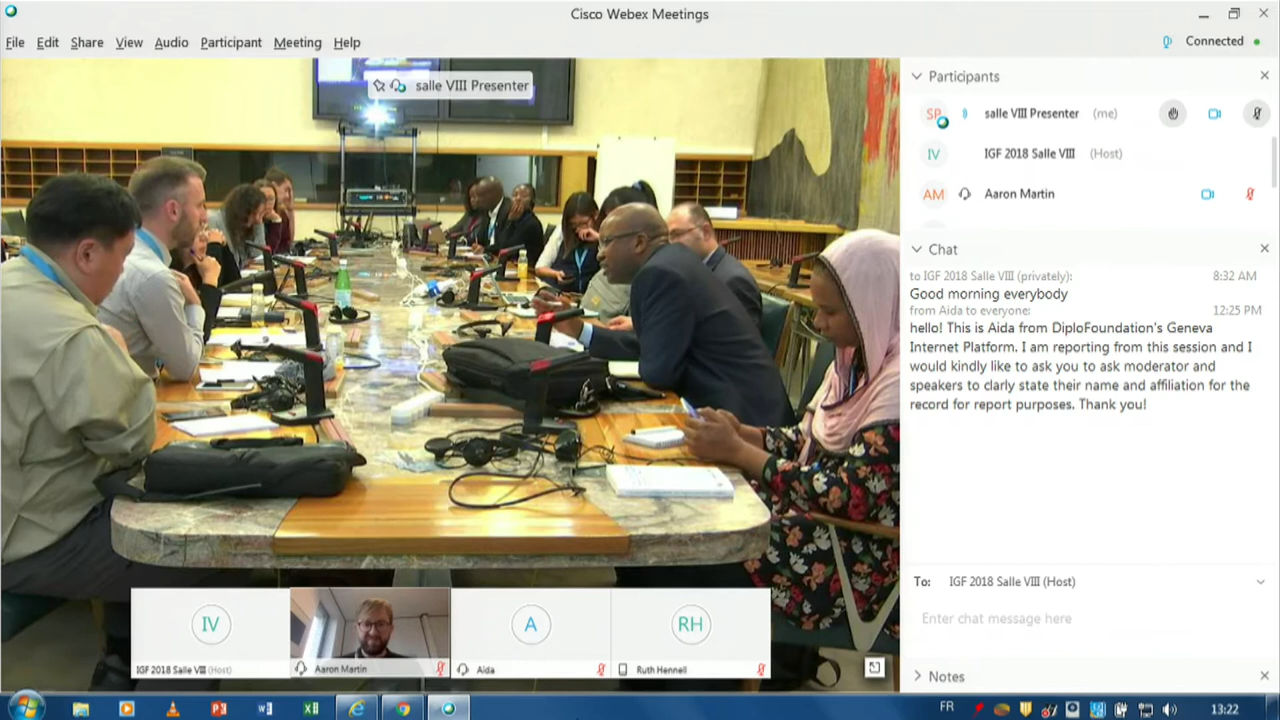 Cisco Webex Meetings
File Edit Share View Audio Participant Meeting Help
Connected
salle VIII Presenter
Participants
SP salle VIII Presenter (me)
IV IGF 2018 Salle VIII (Host)
AM Aaron Martin
Chat
to IGF 2018 Salle VIII (privately): 8:32 AM
Good morning everybody
from Aida to everyone: 12:25 PM
hello! This is Aida from DiploFoundation's Geneva
Internet Platform. I am reporting from this session and I
would kindly like to ask you to ask moderator and
speakers to clarly state their name and affiliation for the
record for report purposes. Thank you!
To: IGF 2018 Salle VIII (Host)
Enter chat message here
Notes
IV
IGF 2018 Salle VIII (Host)
Aaron Martin
A
Aida
RH
Ruth Hennell
FR
13:22